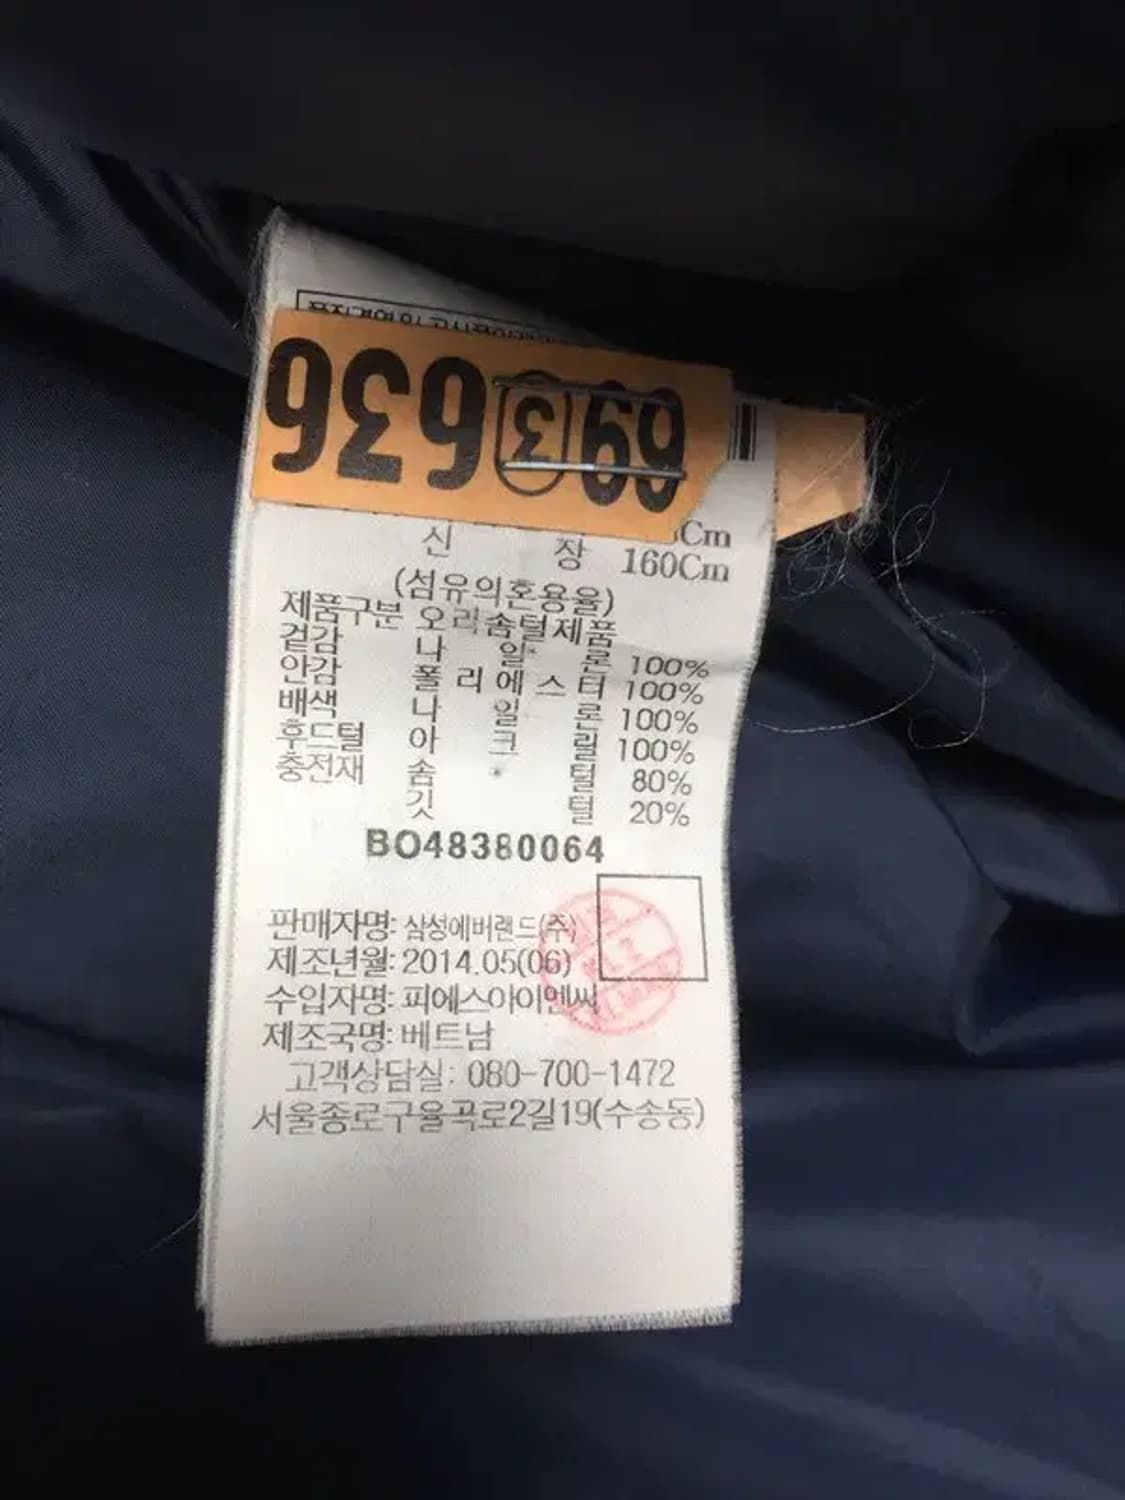 636
3
69
Cm
신 장 160Cm
(섬유의혼용율)
제품구분 오리솜털제품
겉감 나 일 론 100%
안감 폴 리 에 스 터 100%
배색 나 일 론 100%
후드털 아 크 릴 100%
충전재 솜 털 80%
깃 털 20%
BO48380064
판매자명: 삼성에버랜드(주)
제조년월: 2014.05(06)
수입자명: 피에스아이엔씨
제조국명: 베트남
고객상담실: 080-700-1472
서울종로구율곡로2길19(수송동)